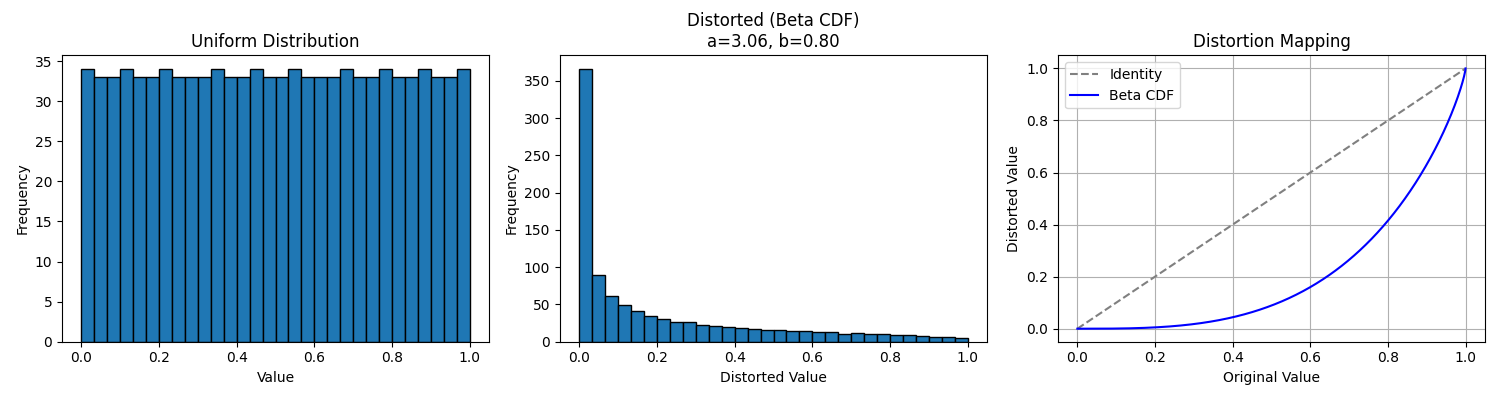 Uniform Distribution
35
30
25
20
15
10
5
0
Frequency
0.0 0.2 0.4 0.6 0.8 1.0
Value
Distorted (Beta CDF)
a=3.06, b=0.80
350
300
250
200
150
100
50
0
Frequency
0.0 0.2 0.4 0.6 0.8 1.0
Distorted Value
Distortion Mapping
Identity
Beta CDF
1.0
0.8
0.6
0.4
0.2
0.0
Distorted Value
0.0 0.2 0.4 0.6 0.8 1.0
Original Value